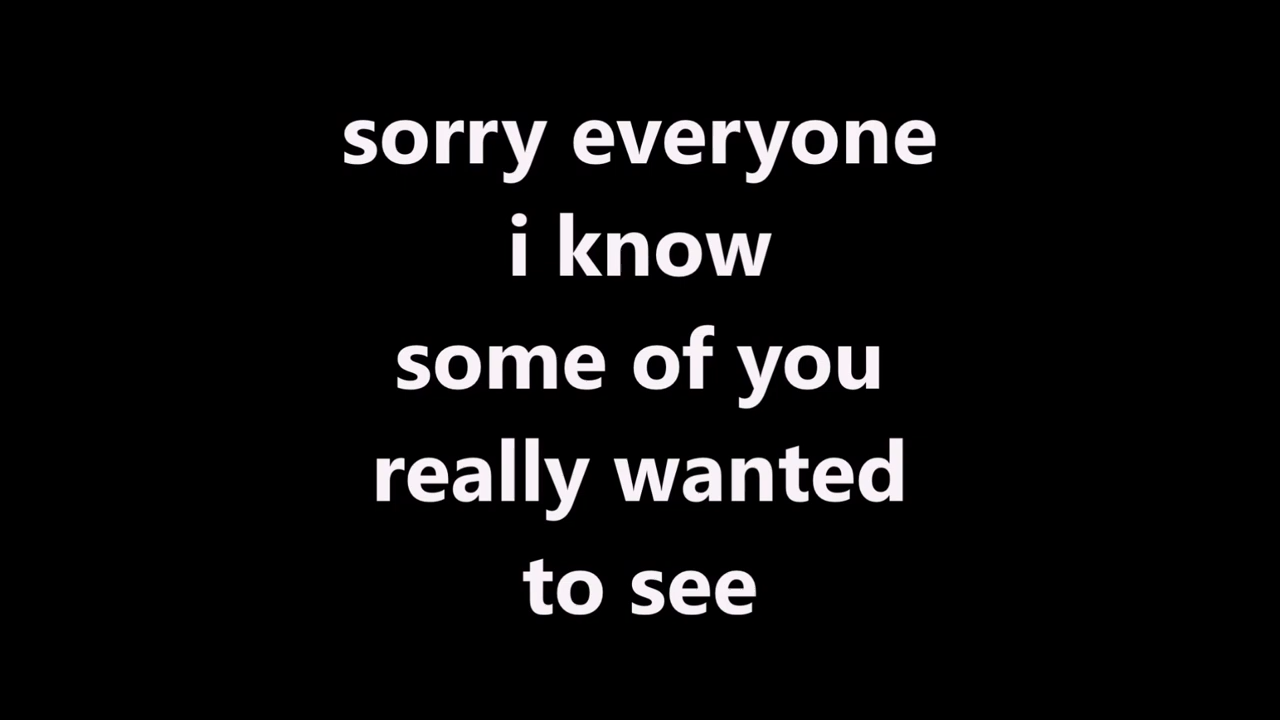 sorry everyone
i know
some of you
really wanted
to see